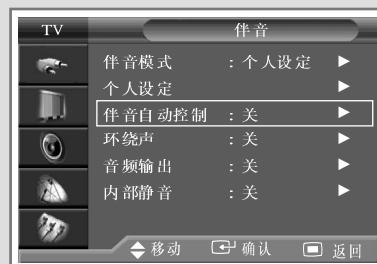 TV 伴音
伴音模式 : 个人设定 ▶
个人设定 ▶
伴音自动控制 : 关 ▶
环绕声 : 关 ▶
音频输出 : 关 ▶
内部静音 : 关 ▶
移动 确认 返回